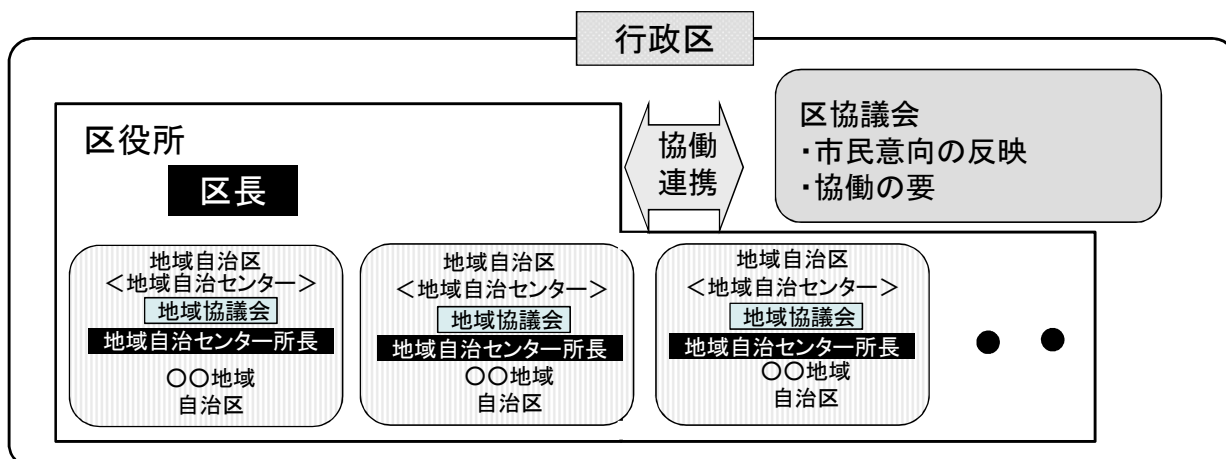 行政区
区役所
区長
協働
連携
区協議会
・市民意向の反映
・協働の要
地域自治区
＜地域自治センター＞
地域協議会
地域自治センター所長
〇〇地域
自治区
地域自治区
＜地域自治センター＞
地域協議会
地域自治センター所長
〇〇地域
自治区
地域自治区
＜地域自治センター＞
地域協議会
地域自治センター所長
〇〇地域
自治区
● ●